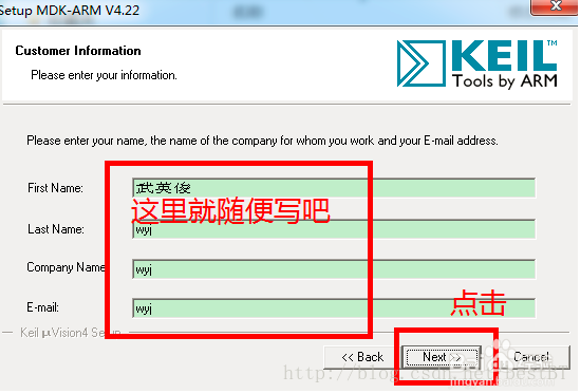 Setup MDK-ARM V4.22
Customer Information
Please enter your information.
KEIL™
Tools by ARM
Please enter your name, the name of the company for whom you work and your E-mail address.
First Name: 武英俊
这里就随便写吧
Last Name: wyj
Company Name wyj
E-mail: wyj
点击
Keil µVision4 Setup
<< Back Next >> Cancel
http://blog.csdn.net/bestbt